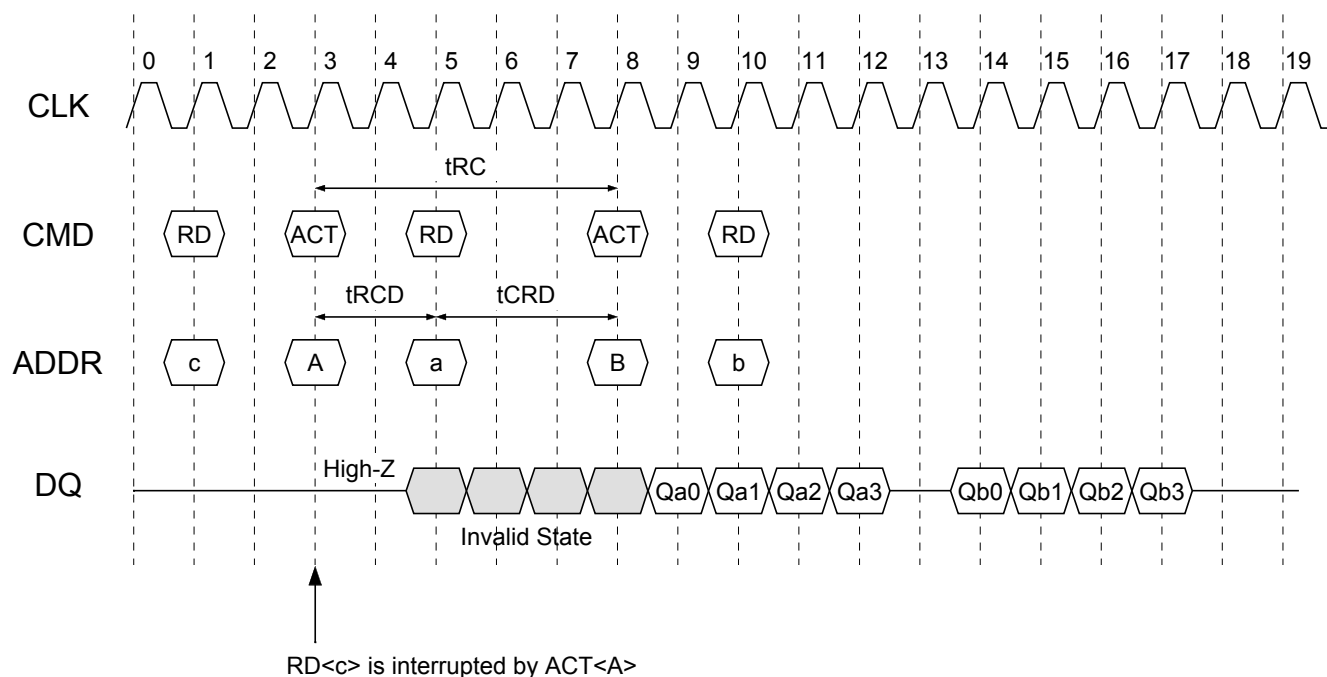 0 1 2 3 4 5 6 7 8 9 10 11 12 13 14 15 16 17 18 19
CLK
tRC
CMD RD ACT RD ACT RD
tRCD tCRD
ADDR c A a B b
High-Z
DQ Qa0 Qa1 Qa2 Qa3 Qb0 Qb1 Qb2 Qb3
Invalid State
RD<c> is interrupted by ACT<A>